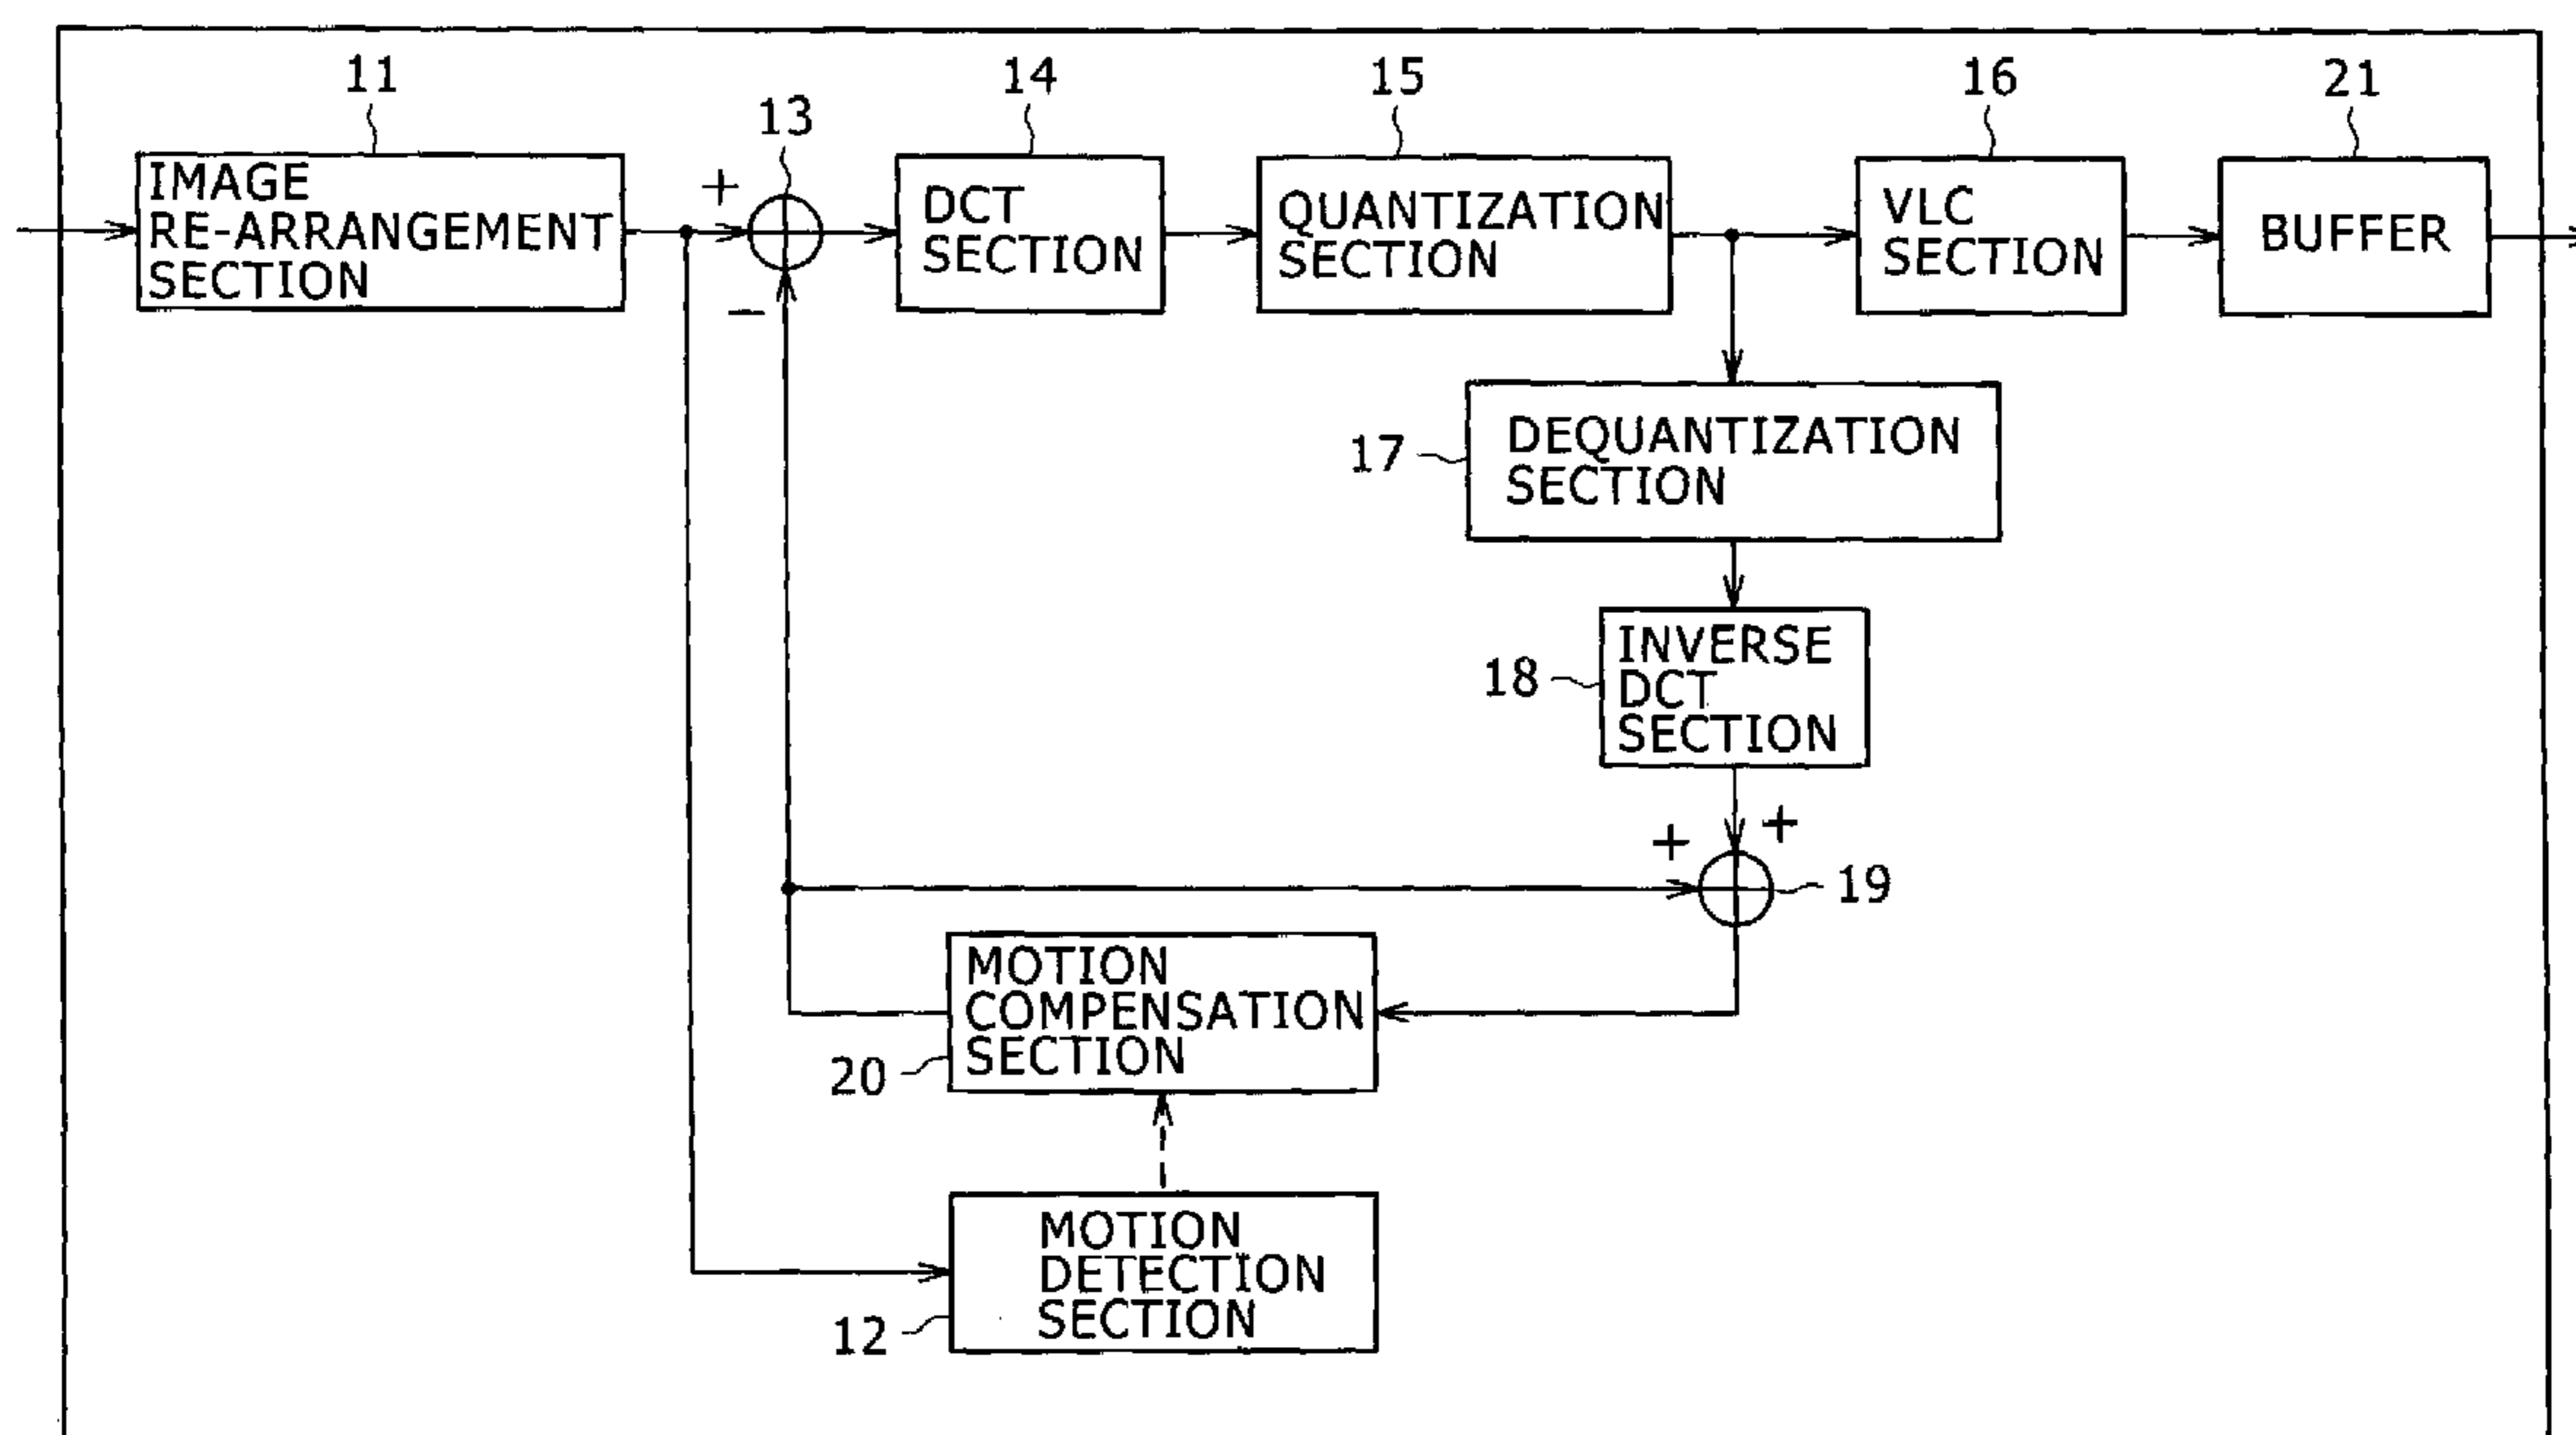 11
13
14
15
16
21
IMAGE
RE-ARRANGEMENT
SECTION
+
−
DCT
SECTION
QUANTIZATION
SECTION
VLC
SECTION
BUFFER
17
DEQUANTIZATION
SECTION
18
INVERSE
DCT
SECTION
+
+
19
MOTION
COMPENSATION
SECTION
20
MOTION
DETECTION
SECTION
12